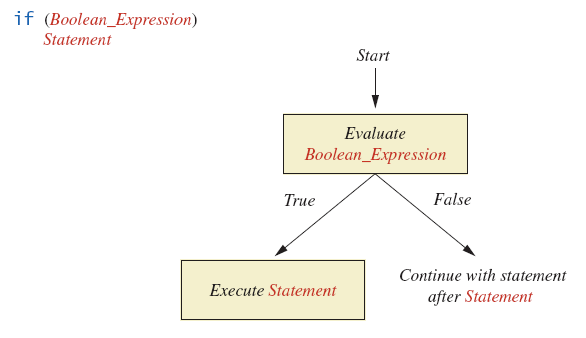 if (Boolean_Expression)
Statement
Start
Evaluate
Boolean_Expression
True
False
Execute Statement
Continue with statement
after Statement